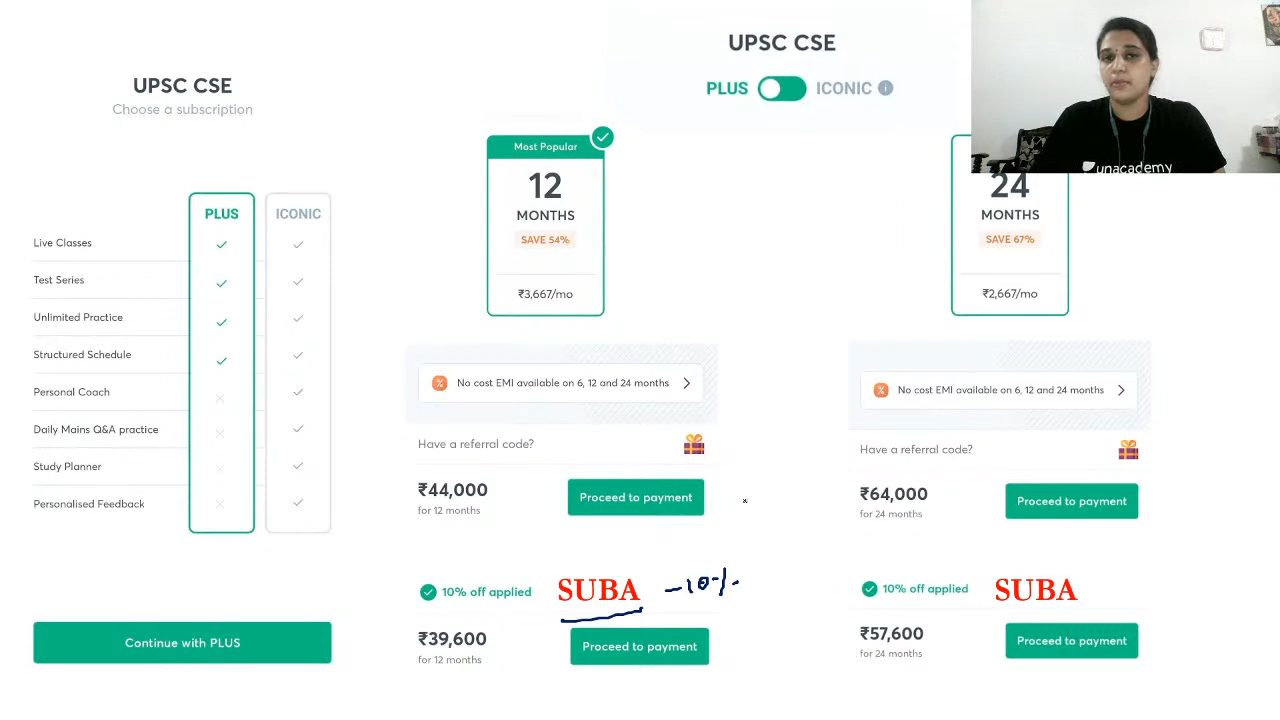 UPSC CSE
Choose a subscription
PLUS
ICONIC
Live Classes
Test Series
Unlimited Practice
Structured Schedule
Personal Coach
Daily Mains Q&A practice
Study Planner
Personalised Feedback
Continue with PLUS
UPSC CSE
PLUS
ICONIC
Most Popular
12
MONTHS
SAVE 54%
₹3,667/mo
No cost EMI available on 6, 12 and 24 months
Have a referral code?
₹44,000
for 12 months
Proceed to payment
10% off applied
SUBA
-10%
₹39,600
for 12 months
Proceed to payment
unacademy
24
MONTHS
SAVE 67%
₹2,667/mo
No cost EMI available on 6, 12 and 24 months
Have a referral code?
₹64,000
for 24 months
Proceed to payment
10% off applied
SUBA
₹57,600
for 24 months
Proceed to payment